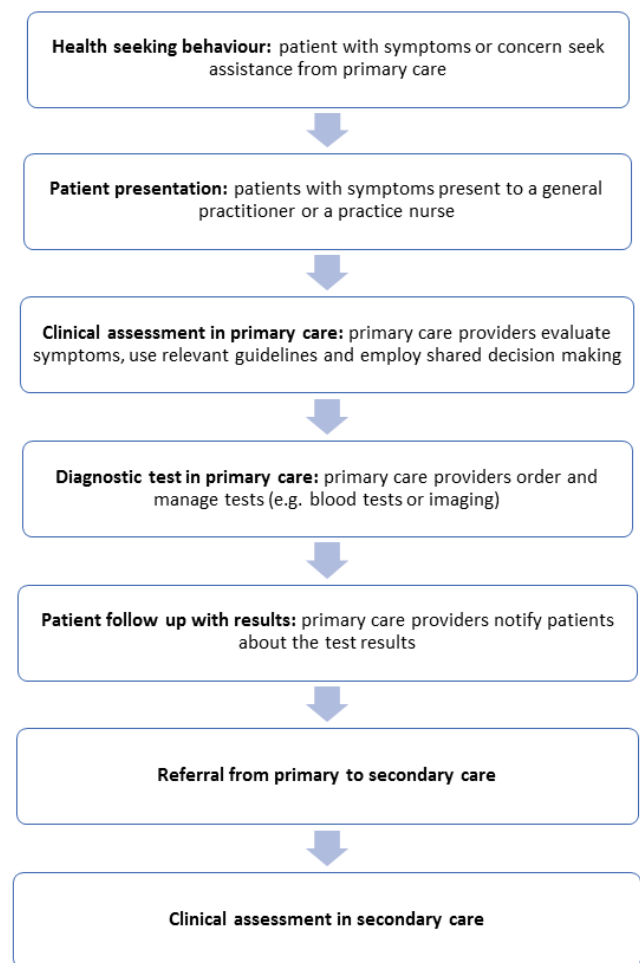 Health seeking behaviour: patient with symptoms or concern seek
assistance from primary care
Patient presentation: patients with symptoms present to a general
practitioner or a practice nurse
Clinical assessment in primary care: primary care providers evaluate
symptoms, use relevant guidelines and employ shared decision making
Diagnostic test in primary care: primary care providers order and
manage tests (e.g. blood tests or imaging)
Patient follow up with results: primary care providers notify patients
about the test results
Referral from primary to secondary care
Clinical assessment in secondary care